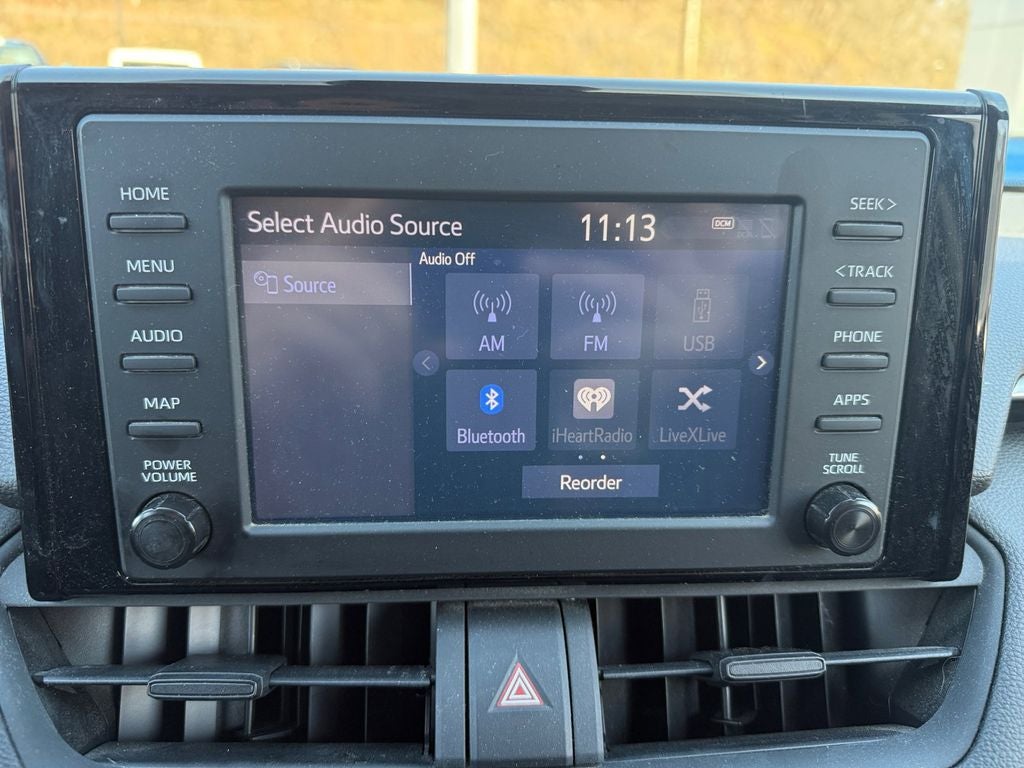 HOME
MENU
AUDIO
MAP
POWER
VOLUME
Select Audio Source
11:13
DCM
Audio Off
Source
AM
FM
USB
Bluetooth
iHeartRadio
LiveXLive
Reorder
SEEK >
< TRACK
PHONE
APPS
TUNE
SCROLL